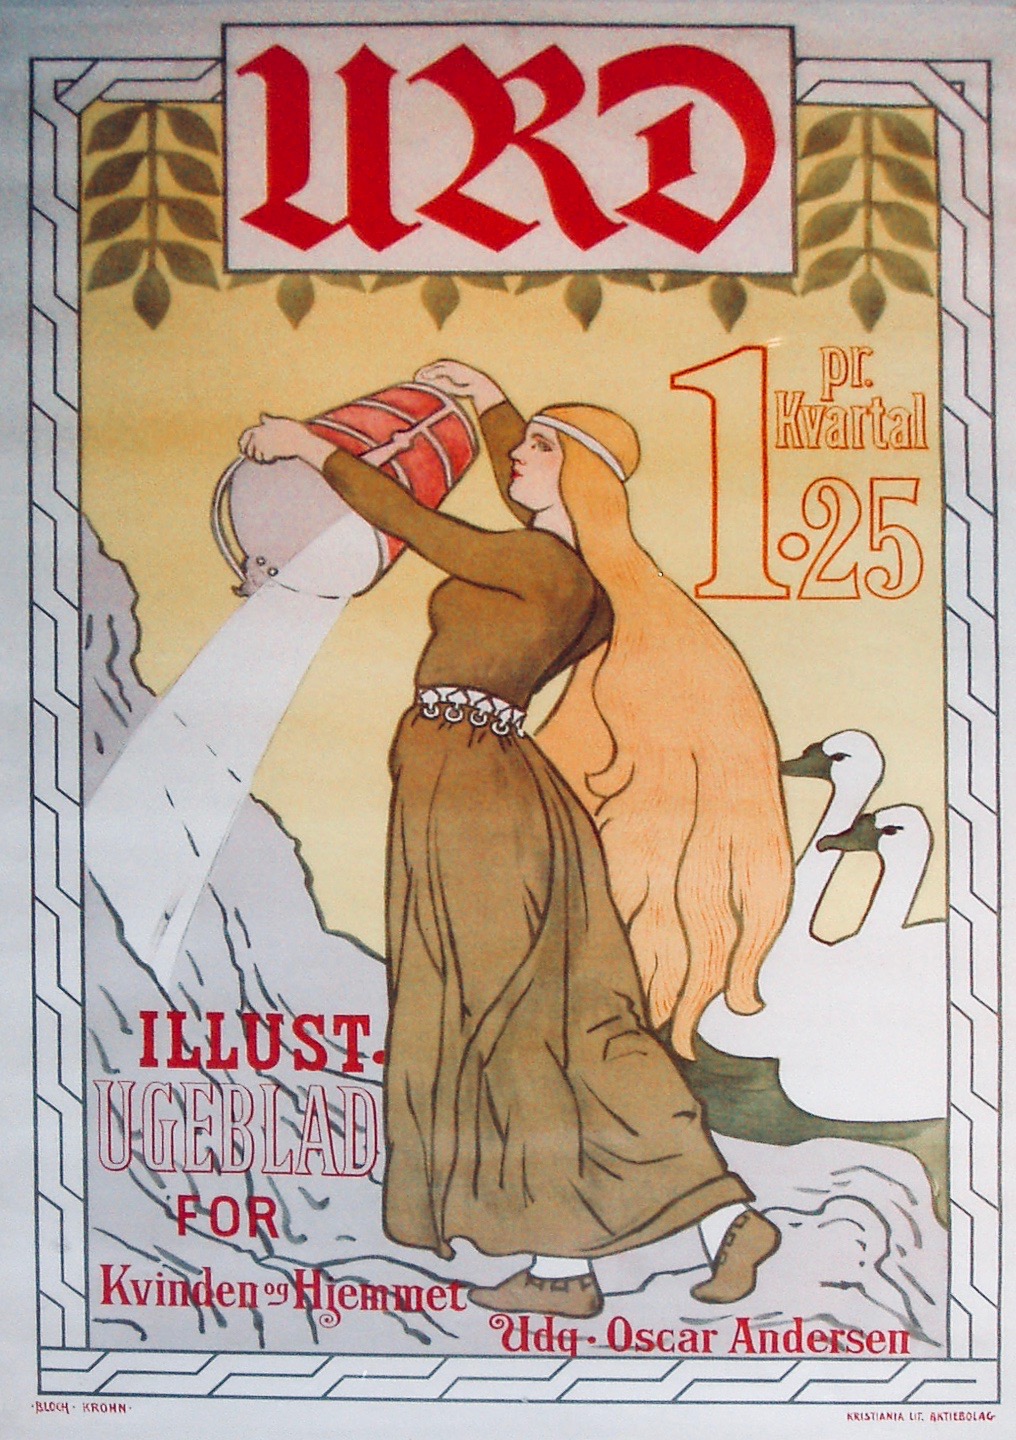 URD
1.25
pr.
Kvartal
ILLUST.
UGEBLAD
FOR
Kvinden og Hjemmet
Udg. Oscar Andersen
·BLOCH· KROHN·
KRISTIANIA LIT. AKTIEBOLAG